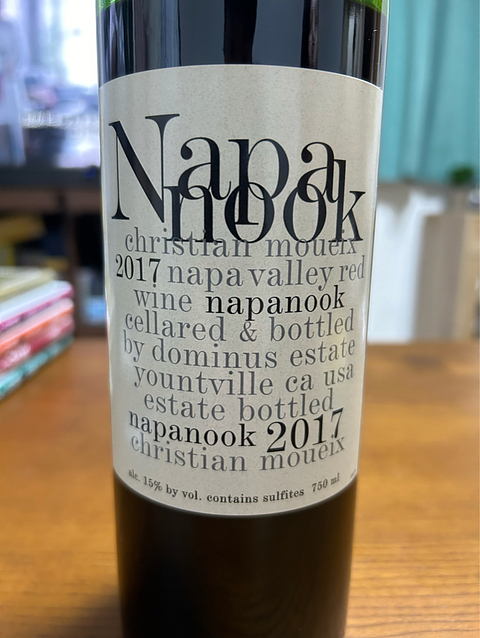 Napa
nook
christian moueix
2017 napa valley red
wine napanook
cellared & bottled
by dominus estate
yountville ca usa
estate bottled
napanook 2017
christian moueix
alc. 15% by vol. contains sulfites 750 ml